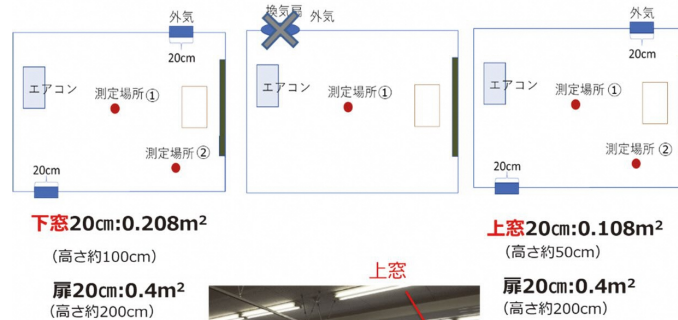 外気
20cm
エアコン
測定場所①
測定場所②
20cm
下窓20cm:0.208m²
(高さ約100cm)
扉20cm:0.4m²
(高さ約200cm)
換気扇
外気
エアコン
測定場所①
上窓
外気
20cm
エアコン
測定場所①
測定場所②
20cm
上窓20cm:0.108m²
(高さ約50cm)
扉20cm:0.4m²
(高さ約200cm)